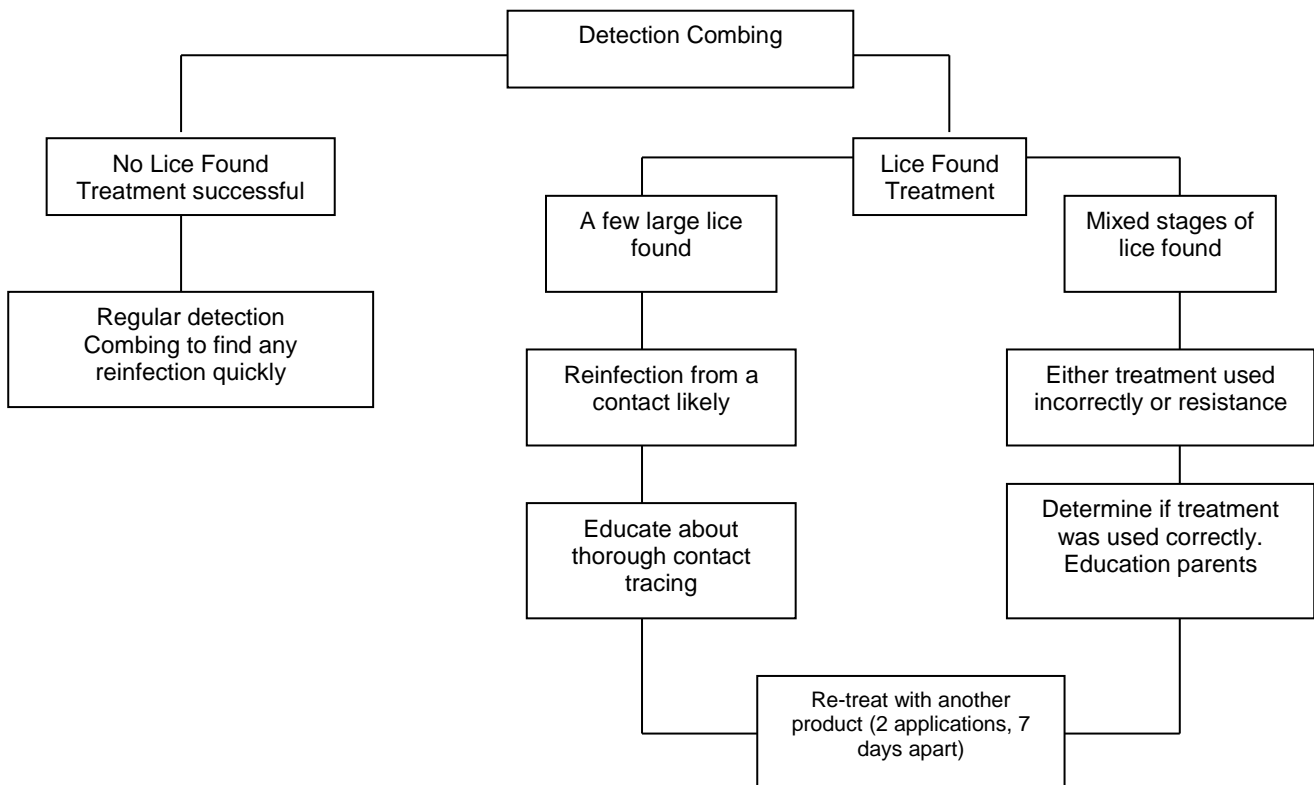 Detection Combing
No Lice Found
Treatment successful
Regular detection
Combing to find any
reinfection quickly
Lice Found
Treatment
A few large lice
found
Reinfection from a
contact likely
Educate about
thorough contact
tracing
Mixed stages of
lice found
Either treatment used
incorrectly or resistance
Determine if treatment
was used correctly.
Education parents
Re-treat with another
product (2 applications, 7
days apart)